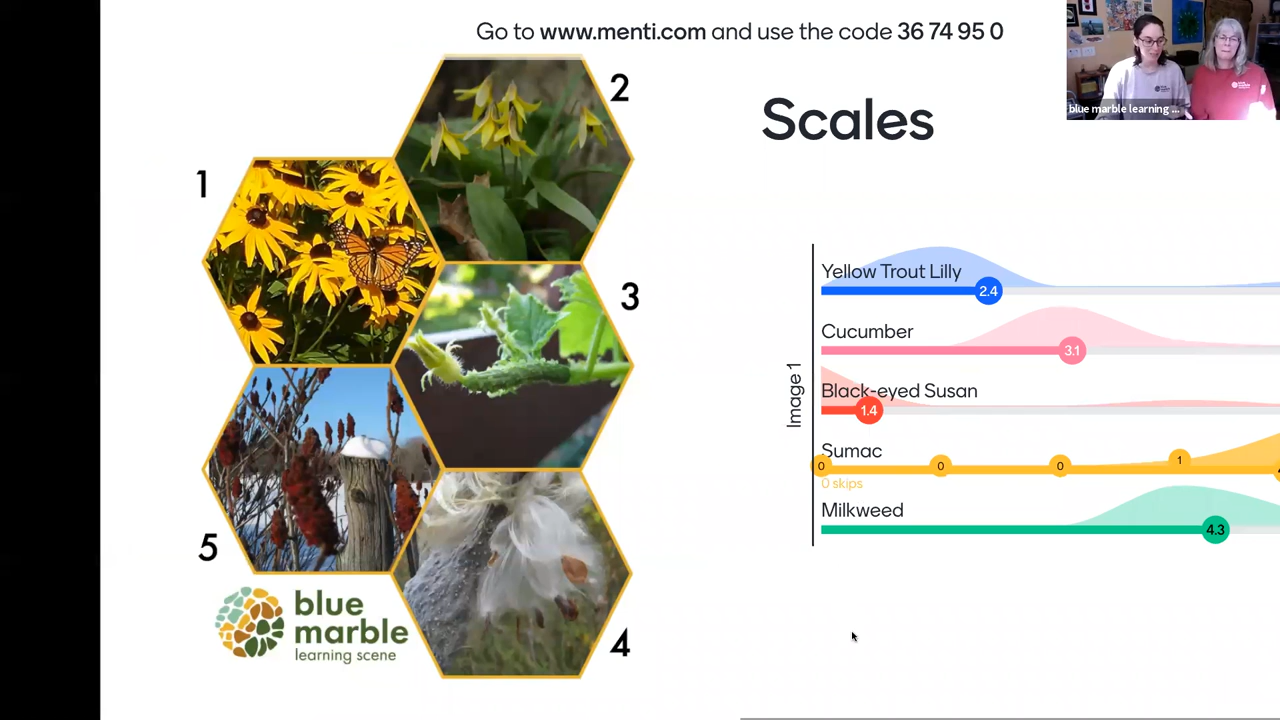 Go to www.menti.com and use the code 36 74 95 0
blue marble learning ...
Scales
1
2
3
4
5
blue
marble
learning scene
Image 1
Yellow Trout Lilly
2.4
Cucumber
3.1
Black-eyed Susan
1.4
Sumac
0 0 0 1
0 skips
Milkweed
4.3